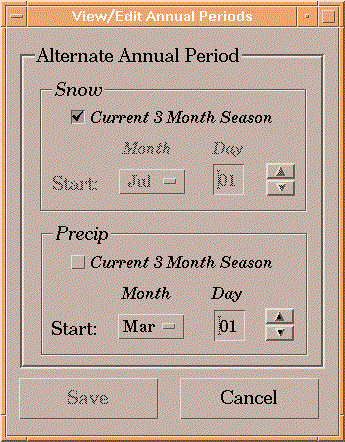 View/Edit Annual Periods
Alternate Annual Period
Snow
Current 3 Month Season
Month Day
Start: Jul 01
Precip
Current 3 Month Season
Month Day
Start: Mar 01
Save Cancel